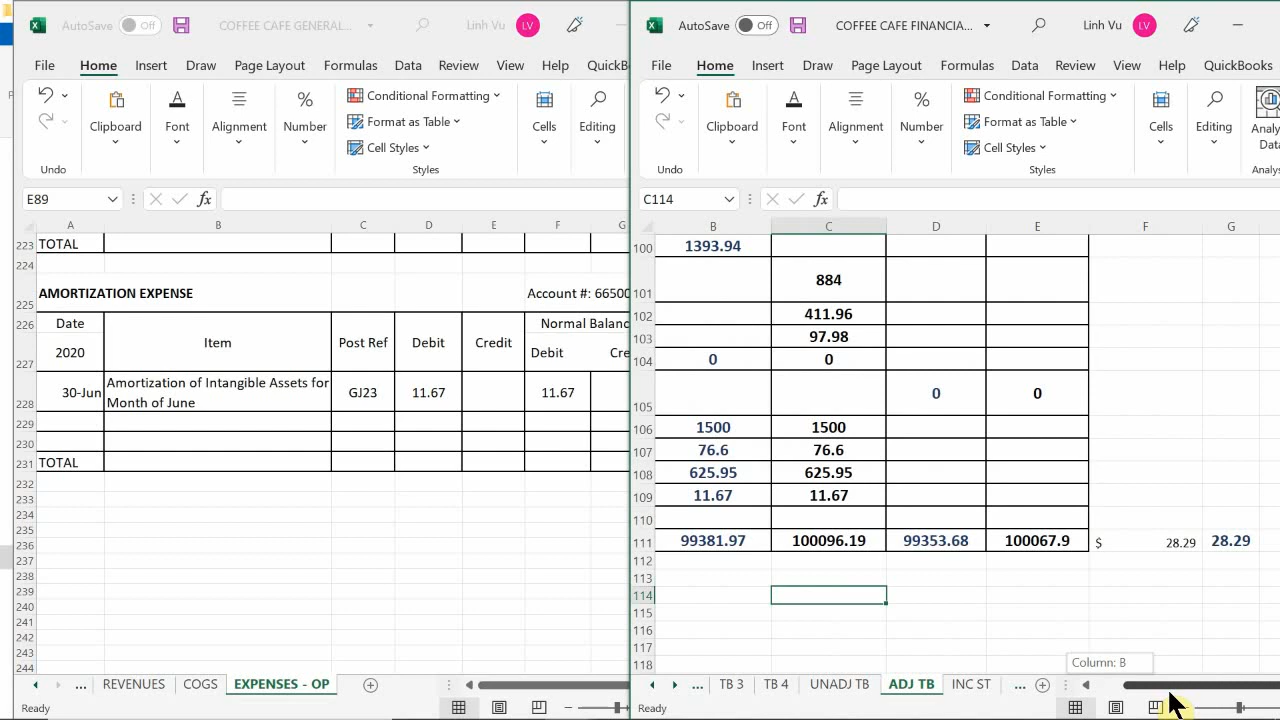 AutoSave Off COFFEE CAFE GENERAL... Linh Vu LV
File Home Insert Draw Page Layout Formulas Data Review View Help QuickB
Clipboard Font Alignment Number Conditional Formatting Format as Table Cell Styles Cells Editing
Undo Styles
E89 fx
A B C D E F G
223 TOTAL
224
225 AMORTIZATION EXPENSE Account #: 66500
226 Date Item Post Ref Debit Credit Normal Balanc
227 2020 Debit Cre
228 30-Jun Amortization of Intangible Assets for GJ23 11.67 11.67
Month of June
229
230
231 TOTAL
232
233
234
235
236
237
238
239
240
241
242
243
244
... REVENUES COGS EXPENSES - OP
Ready
AutoSave Off COFFEE CAFE FINANCIA... Linh Vu LV
File Home Insert Draw Page Layout Formulas Data Review View Help QuickBooks
Clipboard Font Alignment Number Conditional Formatting Format as Table Cell Styles Cells Editing Analy
Data
Undo Styles Analys
C114 fx
B C D E F G
100 1393.94
101 884
102 411.96
103 97.98
104 0 0
105 0 0
106 1500 1500
107 76.6 76.6
108 625.95 625.95
109 11.67 11.67
110
111 99381.97 100096.19 99353.68 100067.9 $ 28.29 28.29
112
113
114
115
116
117
118
Column: B
... TB 3 TB 4 UNADJ TB ADJ TB INC ST ...
Ready